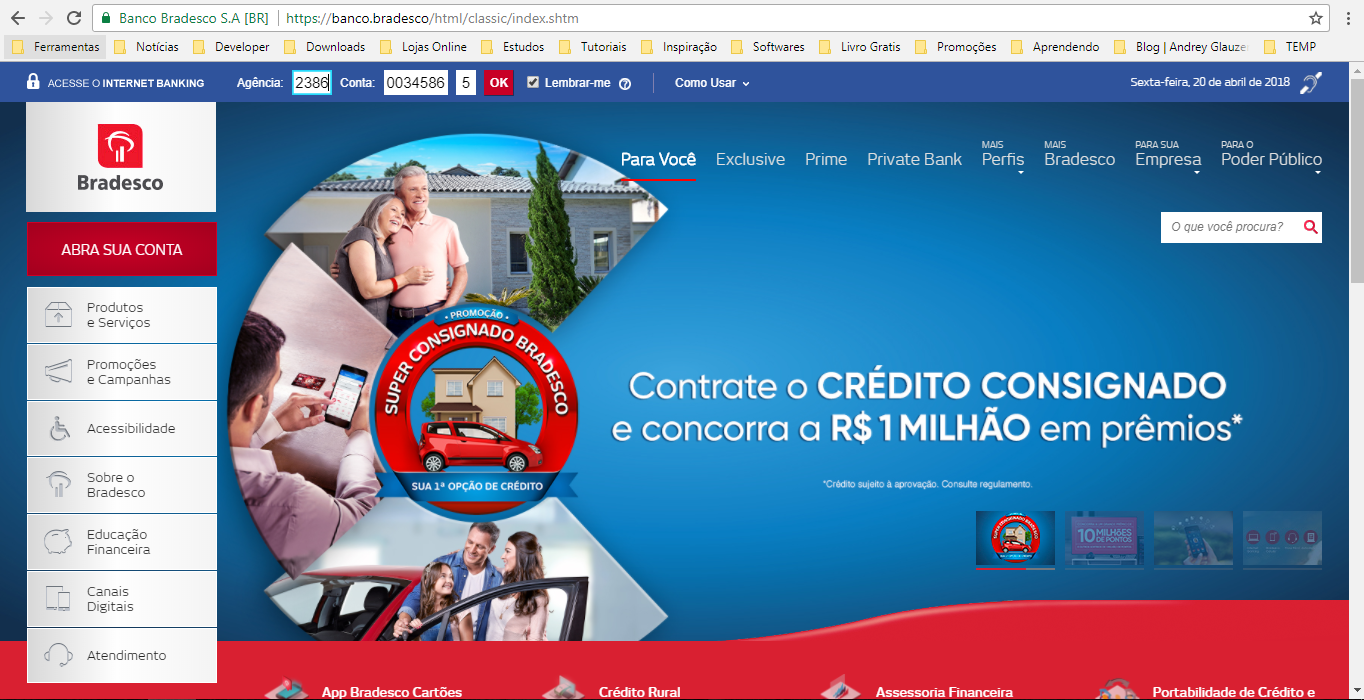 Banco Bradesco S.A [BR] | https://banco.bradesco/html/classic/index.shtm
Ferramentas Notícias Developer Downloads Lojas Online Estudos Tutoriais Inspiração Softwares Livro Gratis Promoções Aprendendo Blog | Andrey Glauze TEMP
ACESSE O INTERNET BANKING Agência: 2386 Conta: 0034586 5 OK Lembrar-me ? Como Usar Sexta-feira, 20 de abril de 2018
Bradesco
Para Você Exclusive Prime Private Bank MAIS Perfis MAIS Bradesco PARA SUA Empresa PARA O Poder Público
O que você procura?
ABRA SUA CONTA
Produtos
e Serviços
Promoções
e Campanhas
Acessibilidade
Sobre o
Bradesco
Educação
Financeira
Canais
Digitais
Atendimento
• PROMOÇÃO •
SUPER CONSIGNADO BRADESCO
SUA 1ª OPÇÃO DE CRÉDITO
Contrate o CRÉDITO CONSIGNADO
e concorra a R$ 1 MILHÃO em prêmios*
*Crédito sujeito à aprovação. Consulte regulamento.
SUPER CONSIGNADO BRADESCO
10 MILHÕES
DE PONTOS
App Bradesco Cartões Crédito Rural Assessoria Financeira Portabilidade de Crédito e